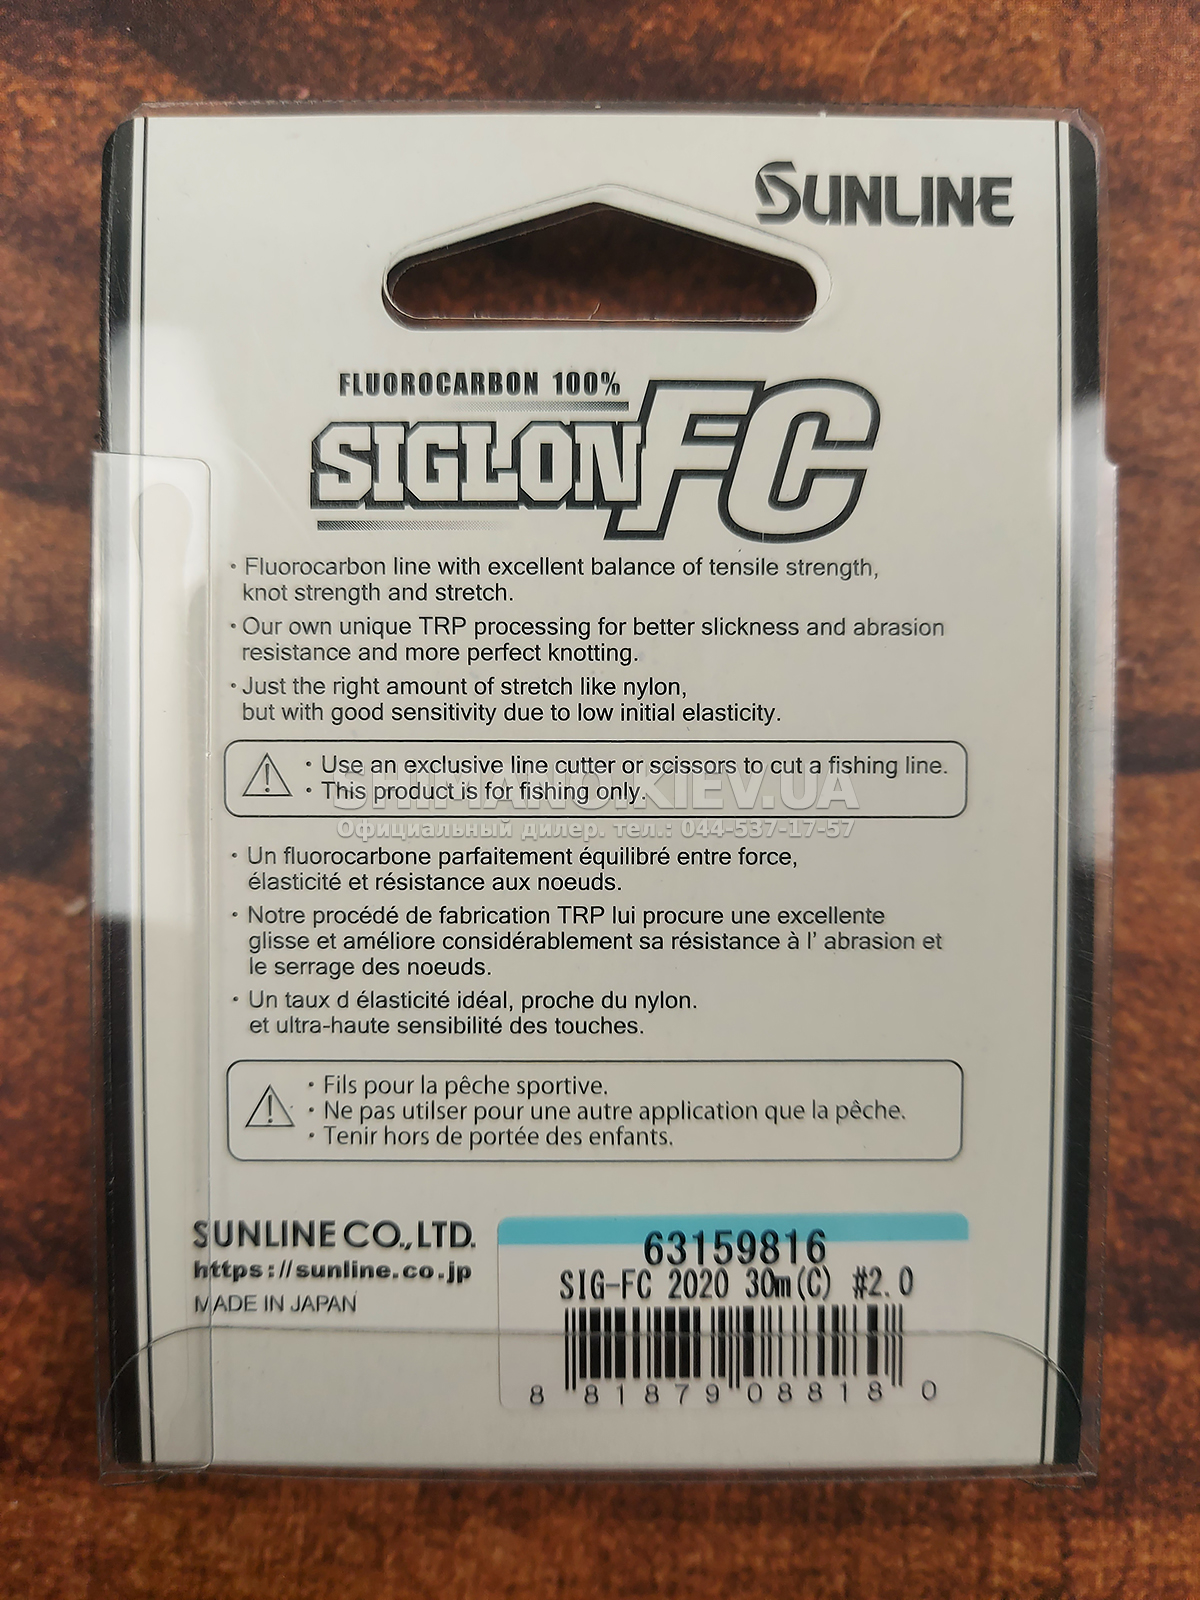 SUNLINE
FLUOROCARBON 100%
SIGLON FC
・Fluorocarbon line with excellent balance of tensile strength,
knot strength and stretch.
・Our own unique TRP processing for better slickness and abrasion
resistance and more perfect knotting.
・Just the right amount of stretch like nylon,
but with good sensitivity due to low initial elasticity.
・Use an exclusive line cutter or scissors to cut a fishing line.
・This product is for fishing only.
SHIMANO.KIEV.UA
Официальный дилер. тел.: 044-537-17-57
・Un fluorocarbone parfaitement équilibré entre force,
élasticité et résistance aux noeuds.
・Notre procédé de fabrication TRP lui procure une excellente
glisse et améliore considérablement sa résistance à l' abrasion et
le serrage des noeuds.
・Un taux d élasticité idéal, proche du nylon.
et ultra-haute sensibilité des touches.
・Fils pour la pêche sportive.
・Ne pas utilser pour une autre application que la pêche.
・Tenir hors de portée des enfants.
SUNLINE CO.,LTD.
https://sunline.co.jp
MADE IN JAPAN
63159816
SIG-FC 2020 30m(C) #2.0
8 81879 08818 0